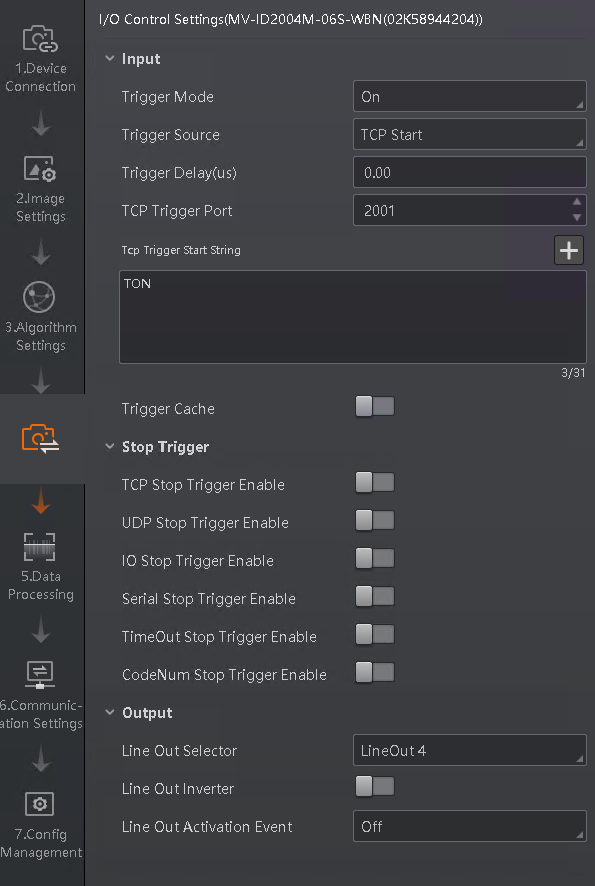 I/O Control Settings(MV-ID2004M-06S-WBN(02K58944204))
1.Device
Connection
2.Image
Settings
3.Algorithm
Settings
5.Data
Processing
6.Communic-
ation Settings
7.Config
Management
Input
Trigger Mode
On
Trigger Source
TCP Start
Trigger Delay(us)
0.00
TCP Trigger Port
2001
Tcp Trigger Start String
TON
3/31
Trigger Cache
Stop Trigger
TCP Stop Trigger Enable
UDP Stop Trigger Enable
IO Stop Trigger Enable
Serial Stop Trigger Enable
TimeOut Stop Trigger Enable
CodeNum Stop Trigger Enable
Output
Line Out Selector
LineOut 4
Line Out Inverter
Line Out Activation Event
Off